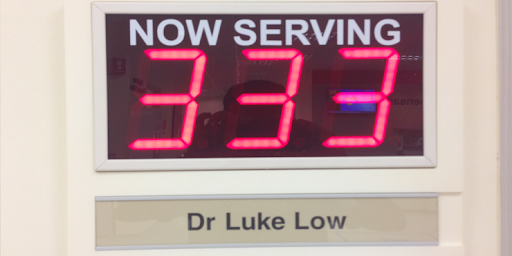 NOW SERVING
333
Dr Luke Low